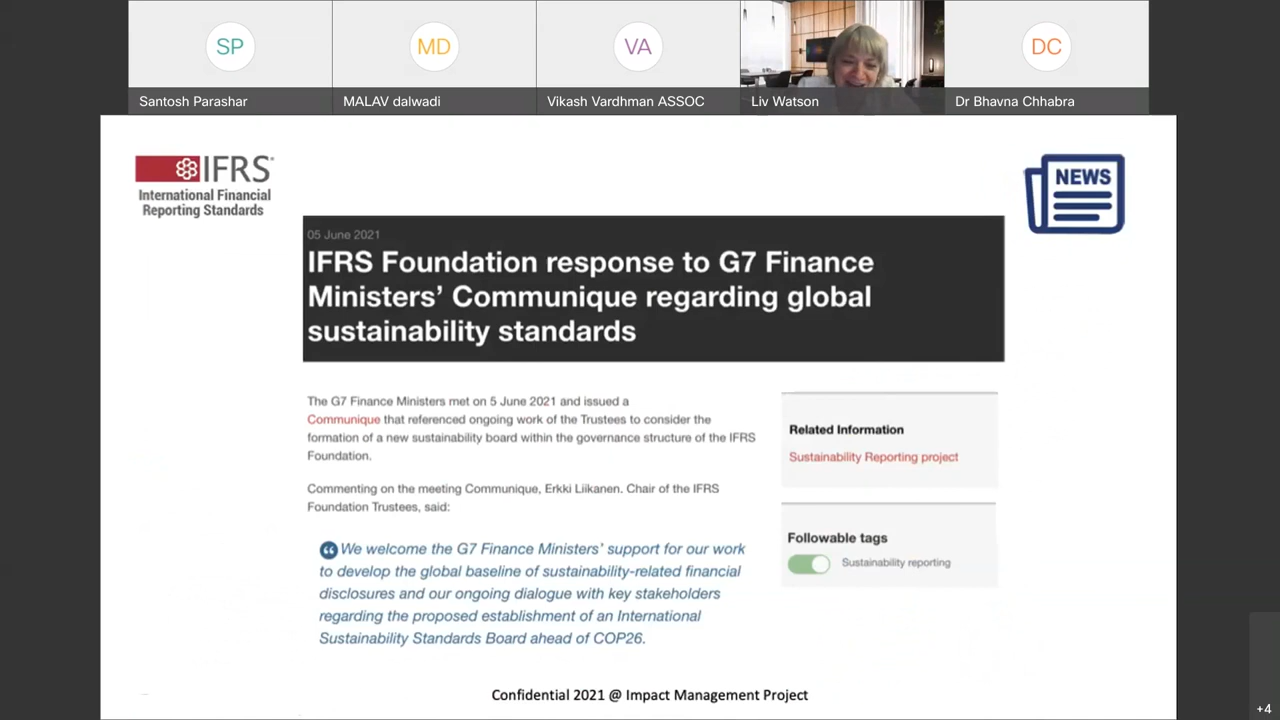 SP
MD
VA
DC
Santosh Parashar
MALAV dalwadi
Vikash Vardhman ASSOC
Liv Watson
Dr Bhavna Chhabra
IFRS
International Financial
Reporting Standards
NEWS
05 June 2021
IFRS Foundation response to G7 Finance
Ministers’ Communique regarding global
sustainability standards
The G7 Finance Ministers met on 5 June 2021 and issued a
Communique that referenced ongoing work of the Trustees to consider the
formation of a new sustainability board within the governance structure of the IFRS
Foundation.
Commenting on the meeting Communique, Erkki Liikanen. Chair of the IFRS
Foundation Trustees, said:
“We welcome the G7 Finance Ministers’ support for our work
to develop the global baseline of sustainability-related financial
disclosures and our ongoing dialogue with key stakeholders
regarding the proposed establishment of an International
Sustainability Standards Board ahead of COP26.
Related Information
Sustainability Reporting project
Followable tags
Sustainability reporting
Confidential 2021 @ Impact Management Project
+4